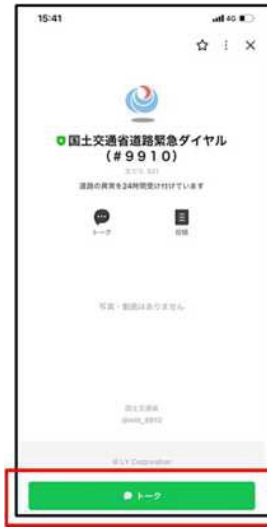 15:41
4G
国土交通省道路緊急ダイヤル
(#9910)
道路の異常を24時間受け付けています
トーク
投稿
写真・動画はありません
国土交通省
© LY Corporation
トーク